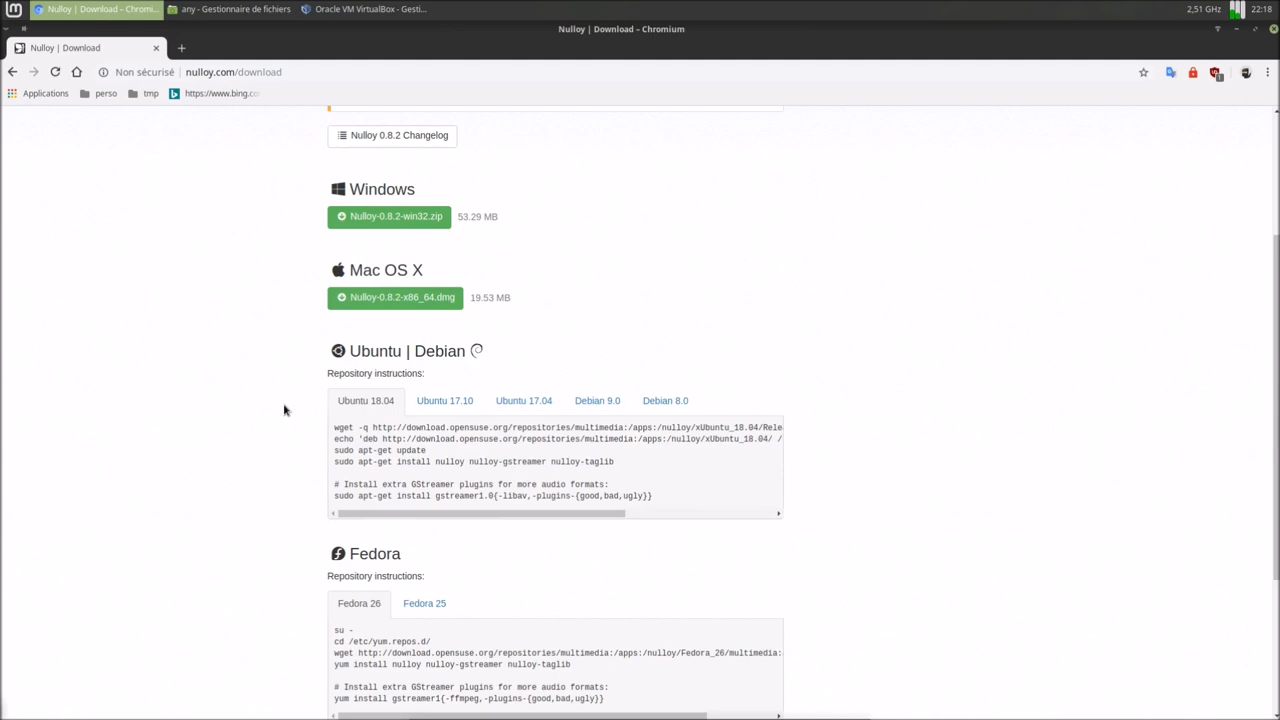 Nulloy | Download – Chromi...
any - Gestionnaire de fichiers
Oracle VM VirtualBox – Gesti...
2,51 GHz
22:18
Nulloy | Download – Chromium
Nulloy | Download
Non sécurisé
nulloy.com/download
Applications
perso
tmp
https://www.bing.co
Nulloy 0.8.2 Changelog
Windows
Nulloy-0.8.2-win32.zip 53.29 MB
Mac OS X
Nulloy-0.8.2-x86_64.dmg 19.53 MB
Ubuntu | Debian
Repository instructions:
Ubuntu 18.04 Ubuntu 17.10 Ubuntu 17.04 Debian 9.0 Debian 8.0
wget -q http://download.opensuse.org/repositories/multimedia:/apps:/nulloy/xUbuntu_18.04/Rele
echo 'deb http://download.opensuse.org/repositories/multimedia:/apps:/nulloy/xUbuntu_18.04/ /
sudo apt-get update
sudo apt-get install nulloy nulloy-gstreamer nulloy-taglib
# Install extra GStreamer plugins for more audio formats:
sudo apt-get install gstreamer1.0{-libav,-plugins-{good,bad,ugly}}
Fedora
Repository instructions:
Fedora 26 Fedora 25
su -
cd /etc/yum.repos.d/
wget http://download.opensuse.org/repositories/multimedia:/apps:/nulloy/Fedora_26/multimedia:
yum install nulloy nulloy-gstreamer nulloy-taglib
# Install extra GStreamer plugins for more audio formats:
yum install gstreamer1{-ffmpeg,-plugins-{good,bad,ugly}}